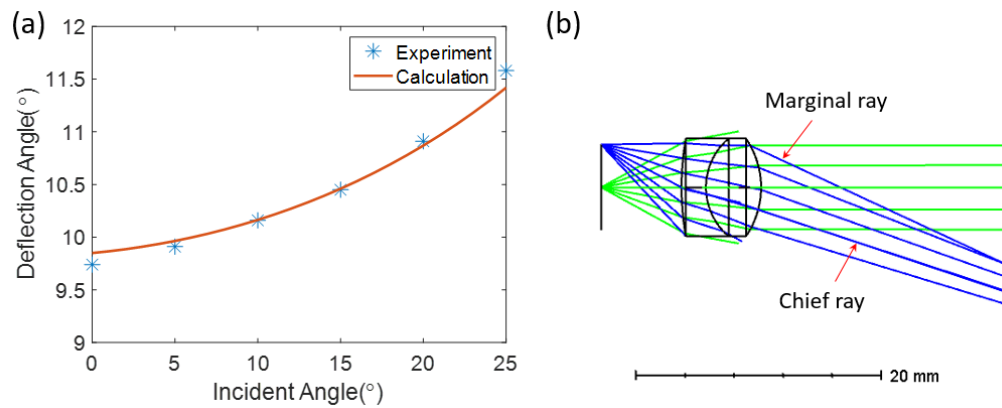 (a)
12
11.5
11
10.5
10
9.5
9
Deflection Angle(°)
Experiment
Calculation
0
5
10
15
20
25
Incident Angle(°)
(b)
Marginal ray
Chief ray
20 mm